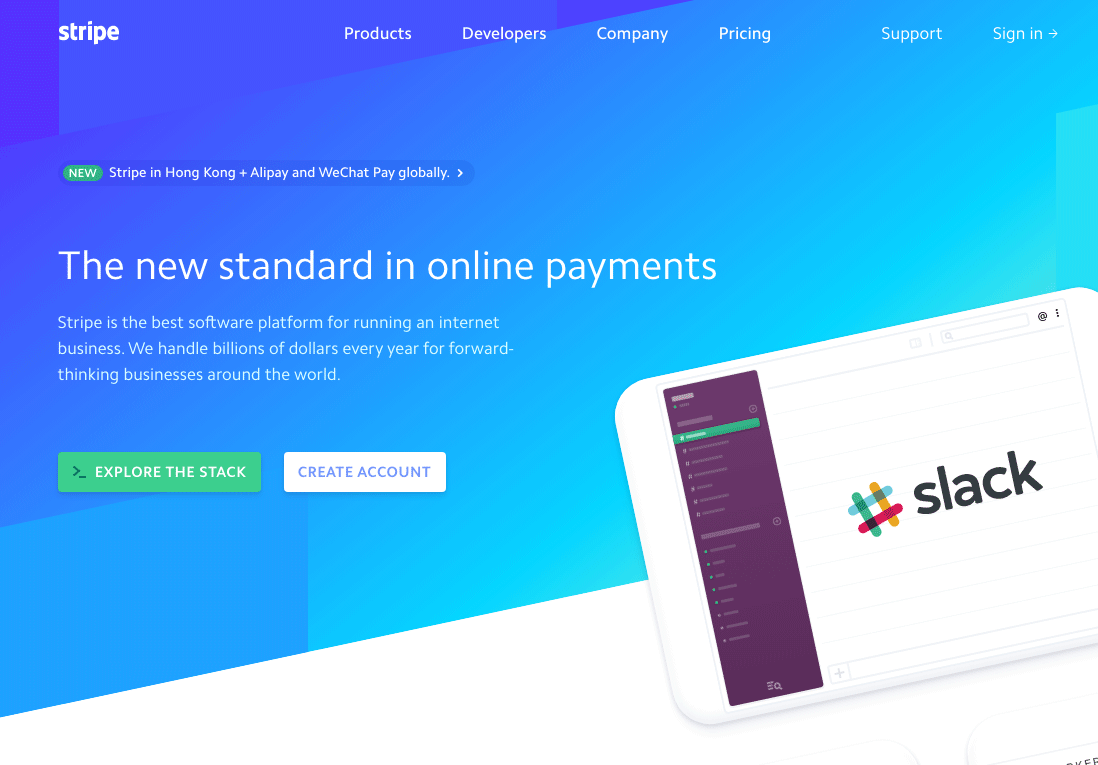 stripe
Products Developers Company Pricing Support Sign in →
NEW Stripe in Hong Kong + Alipay and WeChat Pay globally. >
The new standard in online payments
Stripe is the best software platform for running an internet
business. We handle billions of dollars every year for forward-
thinking businesses around the world.
>_ EXPLORE THE STACK CREATE ACCOUNT
@
slack